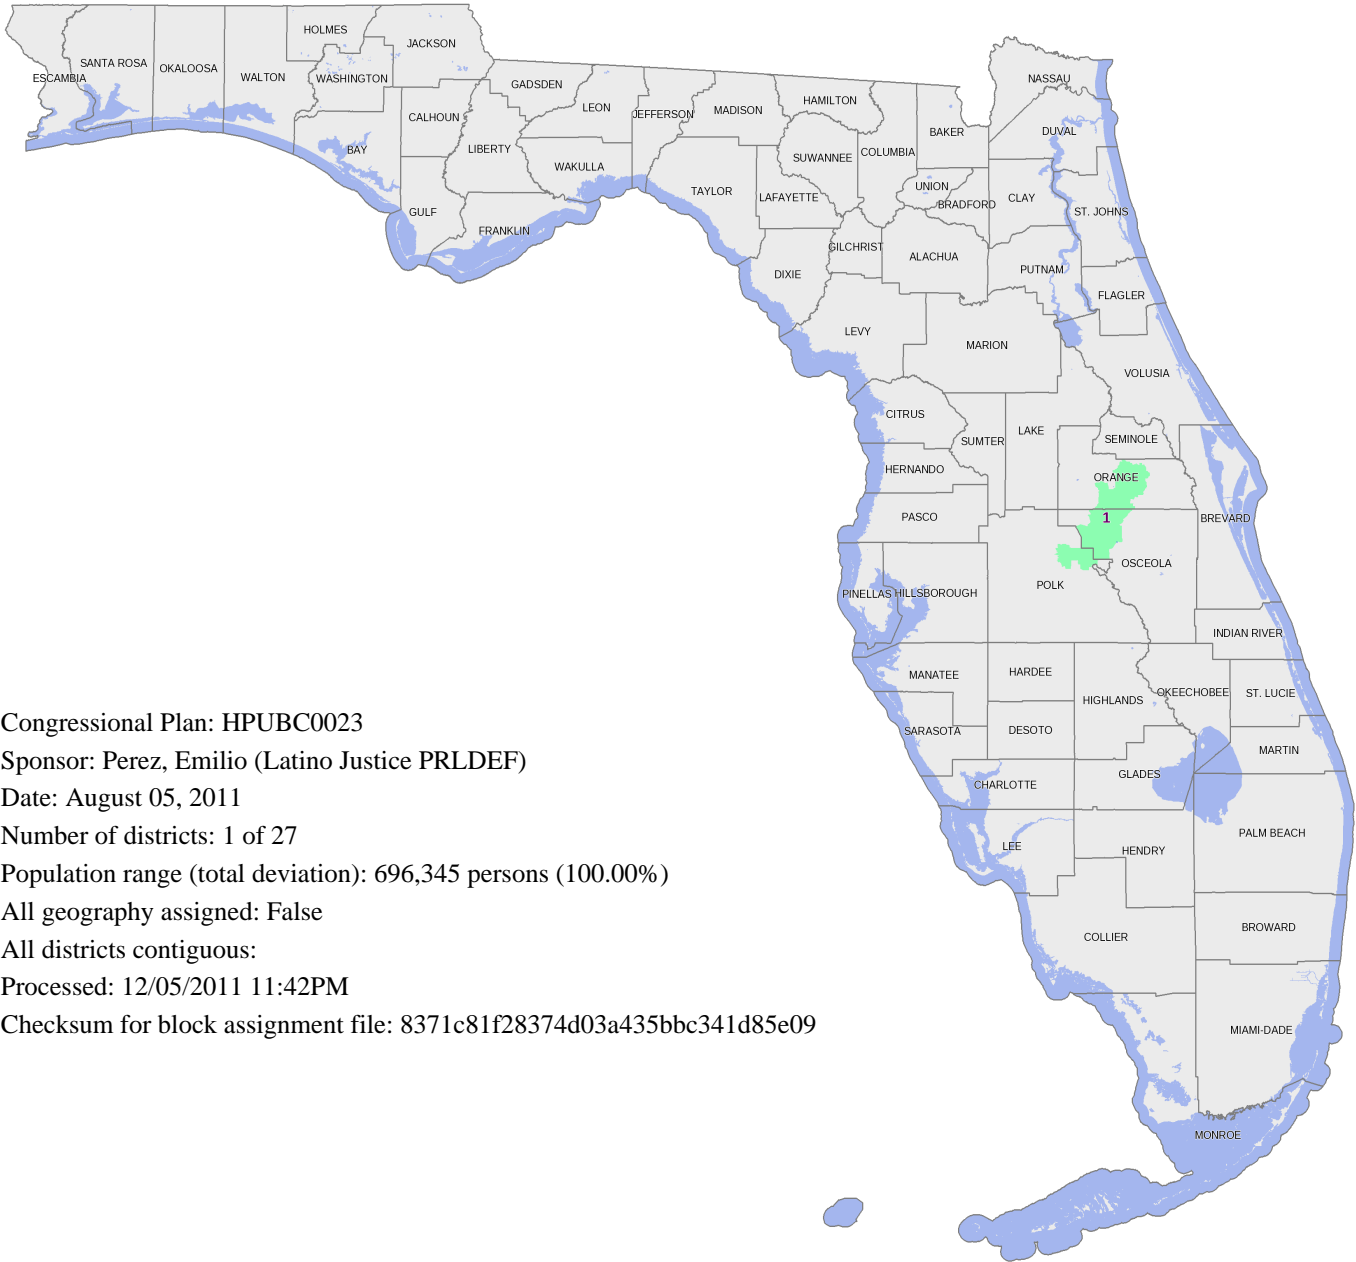 HOLMES
JACKSON
SANTA ROSA
OKALOOSA
WALTON
WASHINGTON
ESCAMBIA
GADSDEN
LEON
JEFFERSON
MADISON
HAMILTON
NASSAU
CALHOUN
BAY
LIBERTY
WAKULLA
SUWANNEE
COLUMBIA
BAKER
DUVAL
TAYLOR
LAFAYETTE
UNION
BRADFORD
CLAY
ST. JOHNS
GULF
FRANKLIN
GILCHRIST
ALACHUA
DIXIE
PUTNAM
FLAGLER
LEVY
MARION
VOLUSIA
CITRUS
SUMTER
LAKE
SEMINOLE
HERNANDO
ORANGE
PASCO
1
BREVARD
OSCEOLA
PINELLAS
HILLSBOROUGH
POLK
INDIAN RIVER
MANATEE
HARDEE
HIGHLANDS
OKEECHOBEE
ST. LUCIE
SARASOTA
DESOTO
MARTIN
CHARLOTTE
GLADES
LEE
HENDRY
PALM BEACH
COLLIER
BROWARD
MIAMI-DADE
MONROE
Congressional Plan: HPUBC0023
Sponsor: Perez, Emilio (Latino Justice PRLDEF)
Date: August 05, 2011
Number of districts: 1 of 27
Population range (total deviation): 696,345 persons (100.00%)
All geography assigned: False
All districts contiguous:
Processed: 12/05/2011 11:42PM
Checksum for block assignment file: 8371c81f28374d03a435bbc341d85e09